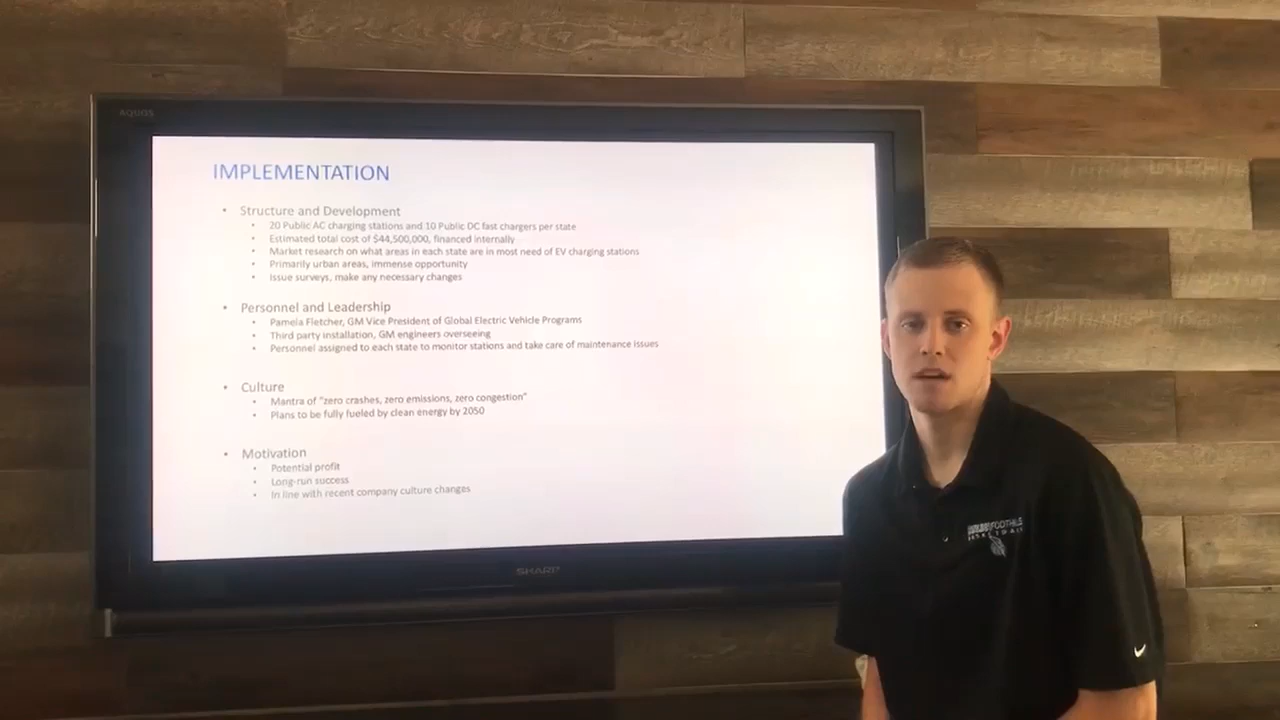 AQUOS
IMPLEMENTATION
• Structure and Development
• 20 Public AC charging stations and 10 Public DC fast chargers per state
• Estimated total cost of $44,500,000, financed internally
• Market research on what areas in each state are in most need of EV charging stations
• Primarily urban areas, immense opportunity
• Issue surveys, make any necessary changes
• Personnel and Leadership
• Pamela Fletcher, GM Vice President of Global Electric Vehicle Programs
• Third party installation, GM engineers overseeing
• Personnel assigned to each state to monitor stations and take care of maintenance issues
• Culture
• Mantra of "zero crashes, zero emissions, zero congestion"
• Plans to be fully fueled by clean energy by 2050
• Motivation
• Potential profit
• Long-run success
• In line with recent company culture changes
SHARP
FOOTHILLS
BASKETBALL